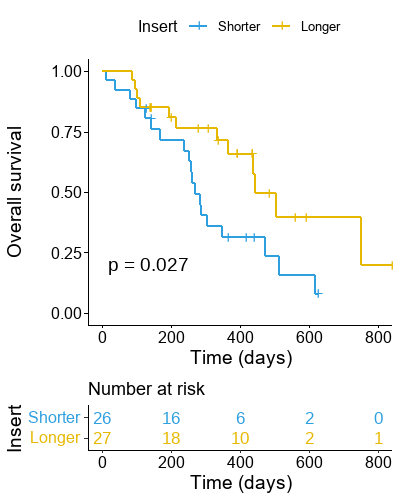 Insert Shorter Longer
1.00
0.75
0.50
0.25
0.00
Overall survival
p = 0.027
0 200 400 600 800
Time (days)
Number at risk
Insert
Shorter 26 16 6 2 0
Longer 27 18 10 2 1
0 200 400 600 800
Time (days)